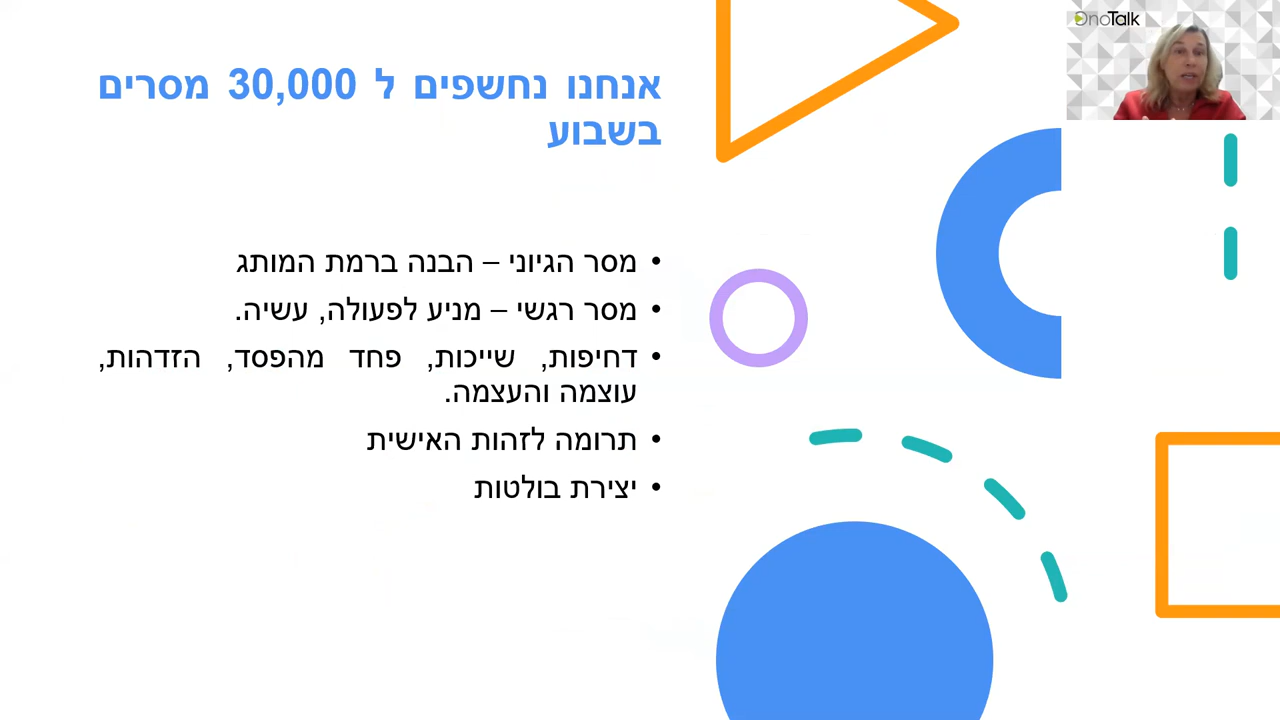 OnoTalk
אנחנו נחשפים ל 30,000 מסרים
בשבוע
• מסר הגיוני – הבנה ברמת המותג
• מסר רגשי – מניע לפעולה, עשיה.
• דחיפות, שייכות, פחד מהפסד, הזדהות,
עוצמה והעצמה.
• תרומה לזהות האישית
• יצירת בולטות